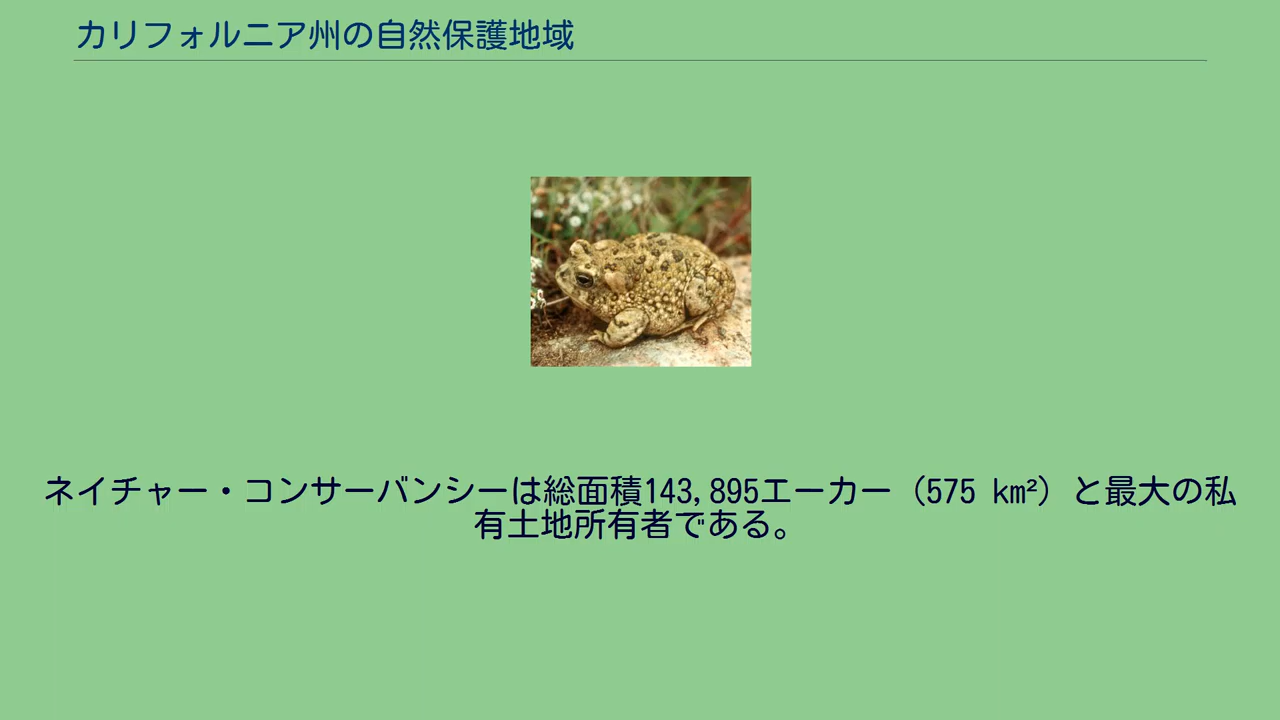 カリフォルニア州の自然保護地域
ネイチャー・コンサーバンシーは総面積143,895エーカー（575 km²）と最大の私
有土地所有者である。